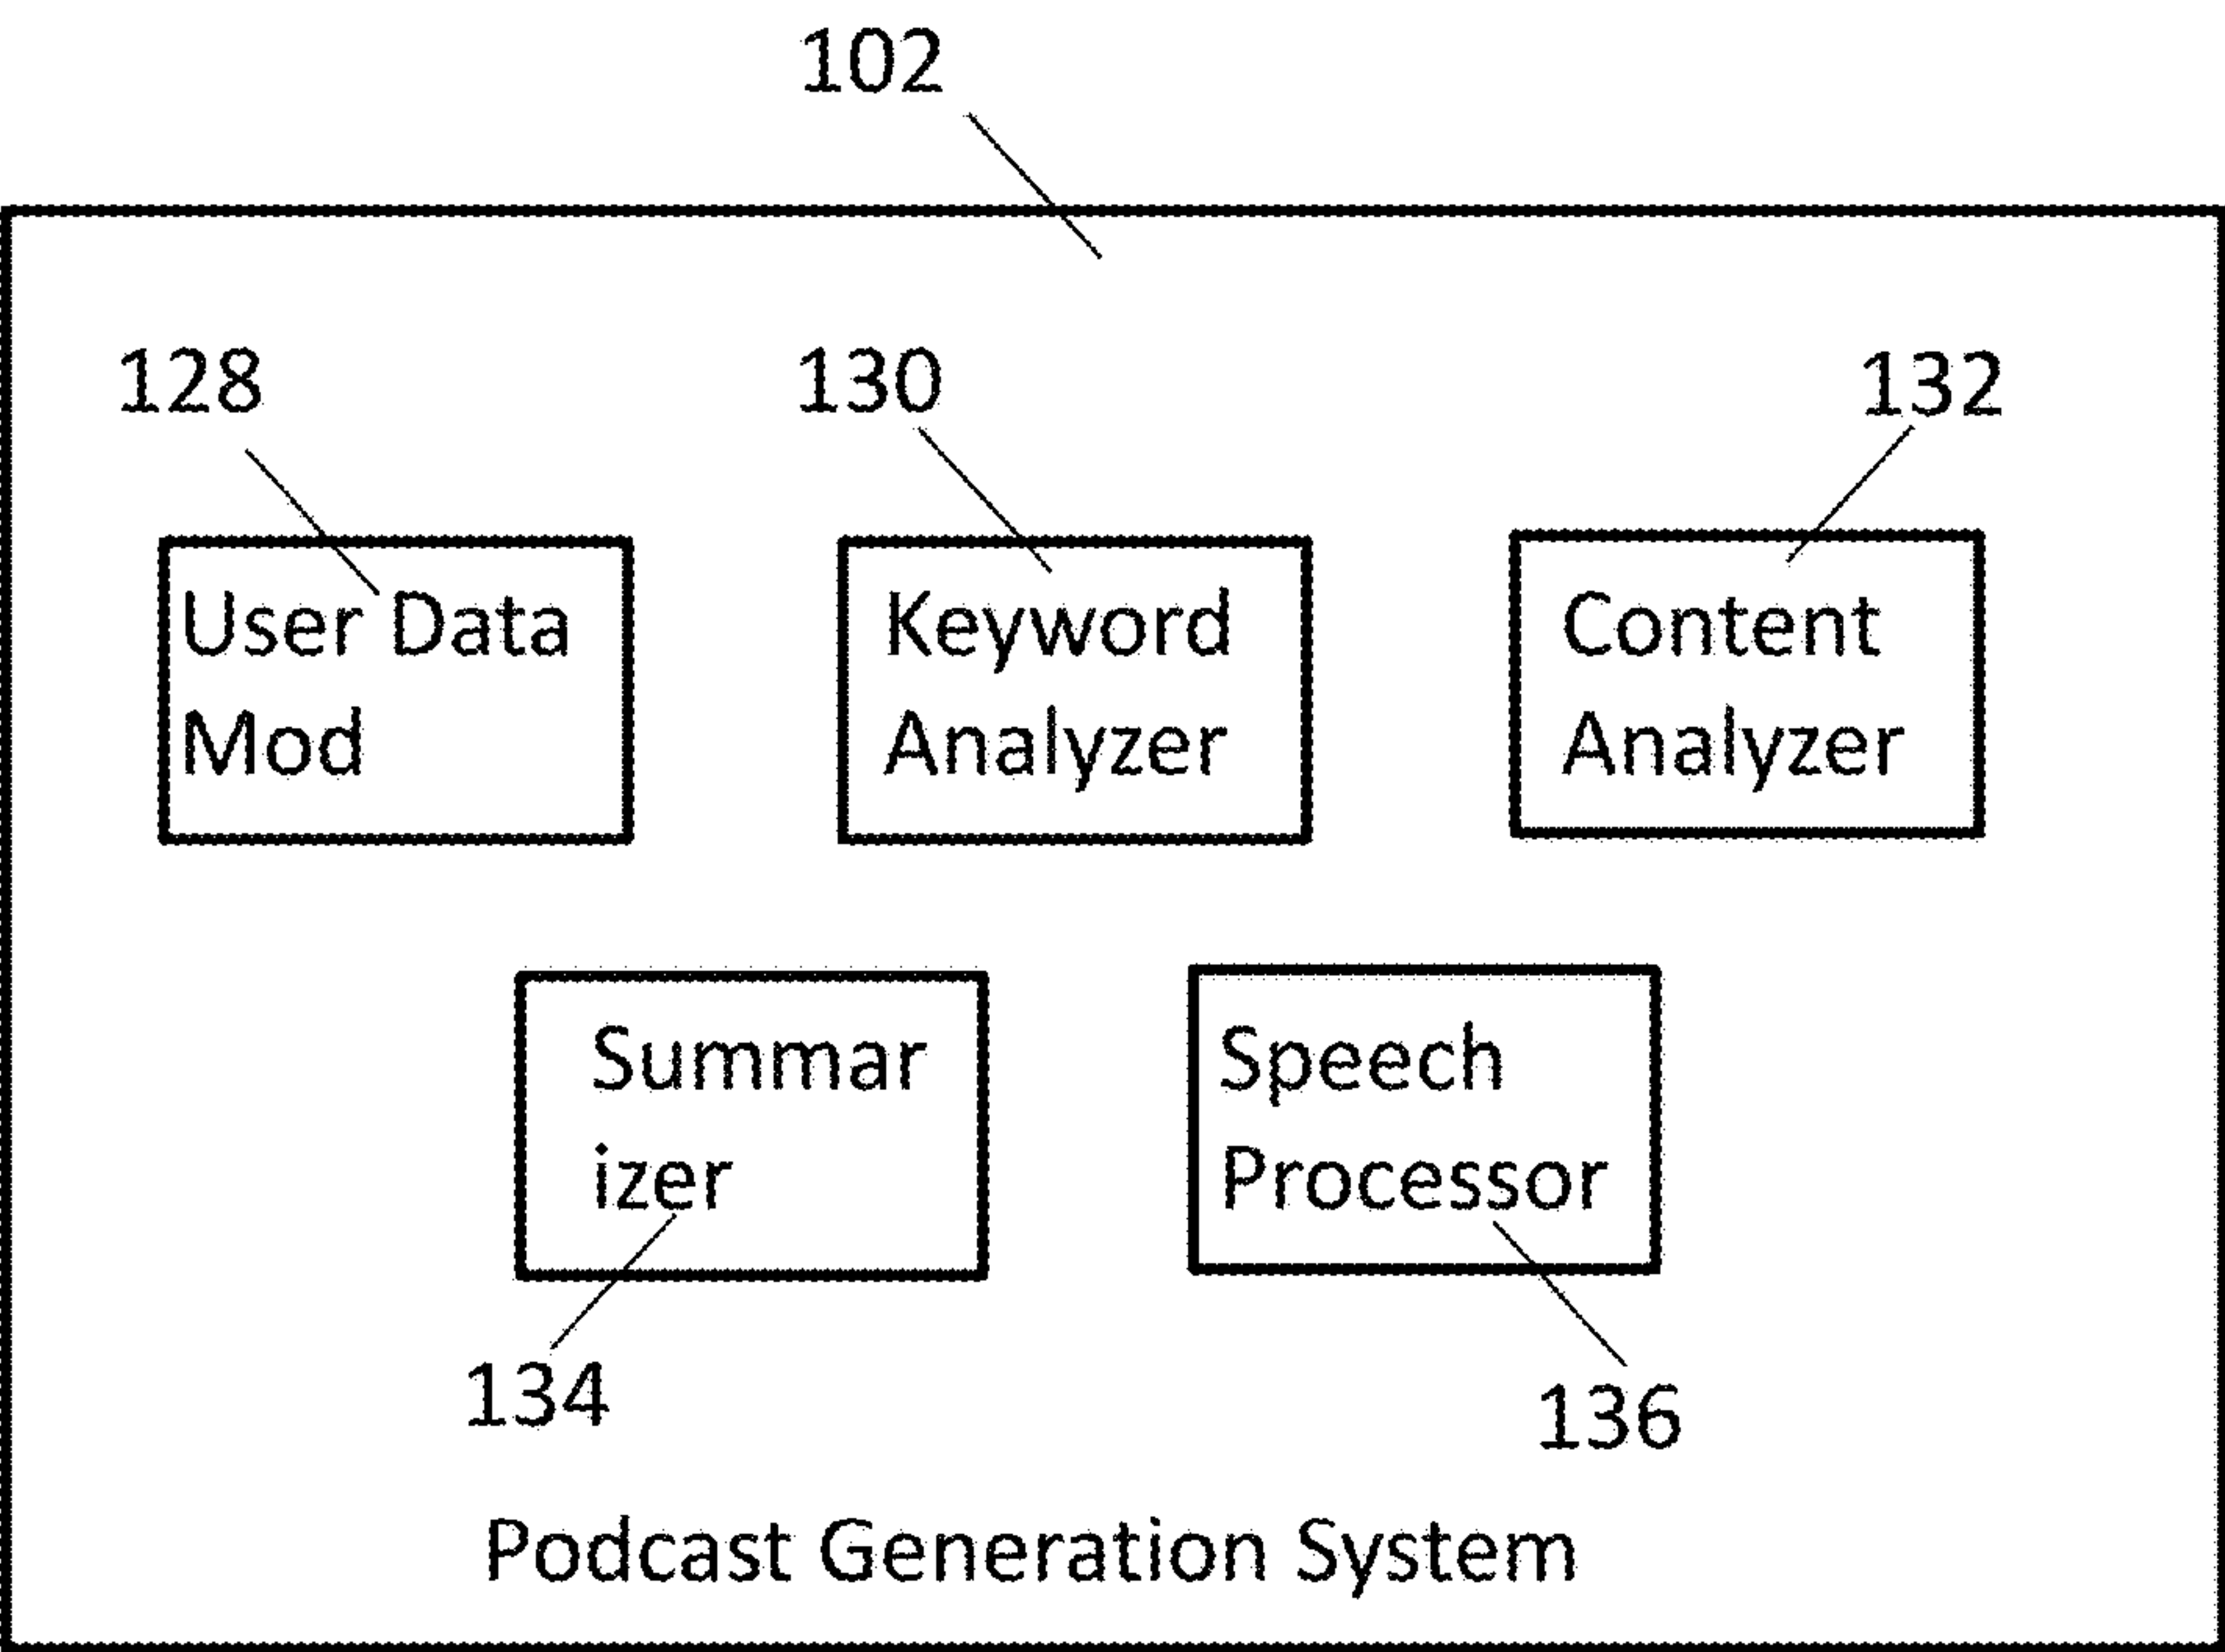 102
128
130
132
User Data
Mod
Keyword
Analyzer
Content
Analyzer
Summar
izer
Speech
Processor
134
136
Podcast Generation System